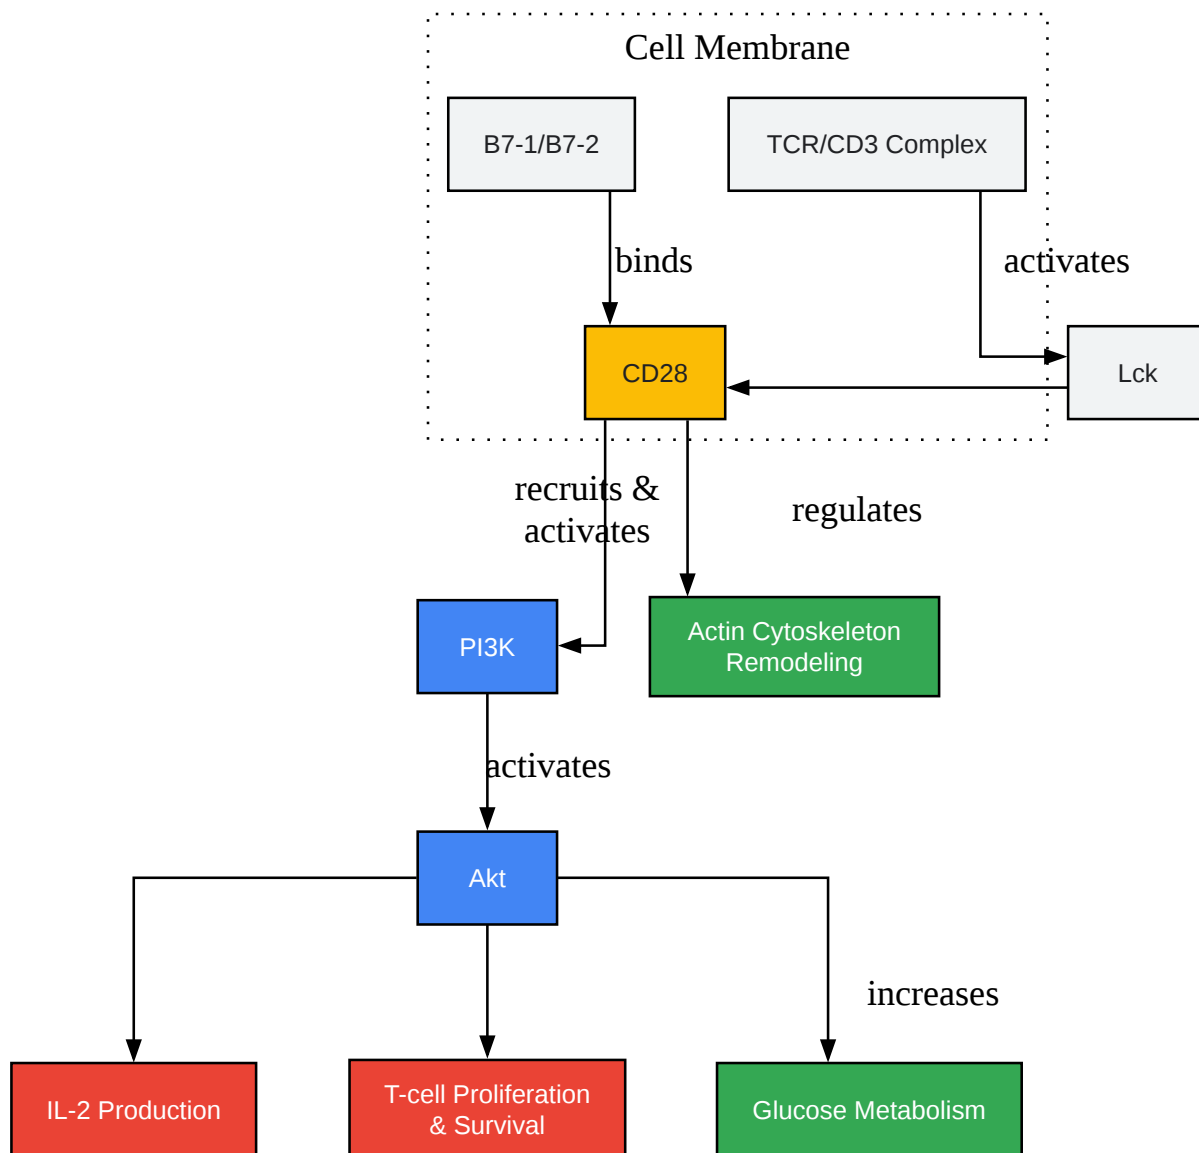 Cell Membrane
B7-1/B7-2
TCR/CD3 Complex
binds
activates
CD28
Lck
recruits &
activates
regulates
PI3K
Actin Cytoskeleton
Remodeling
activates
Akt
increases
IL-2 Production
T-cell Proliferation
& Survival
Glucose Metabolism